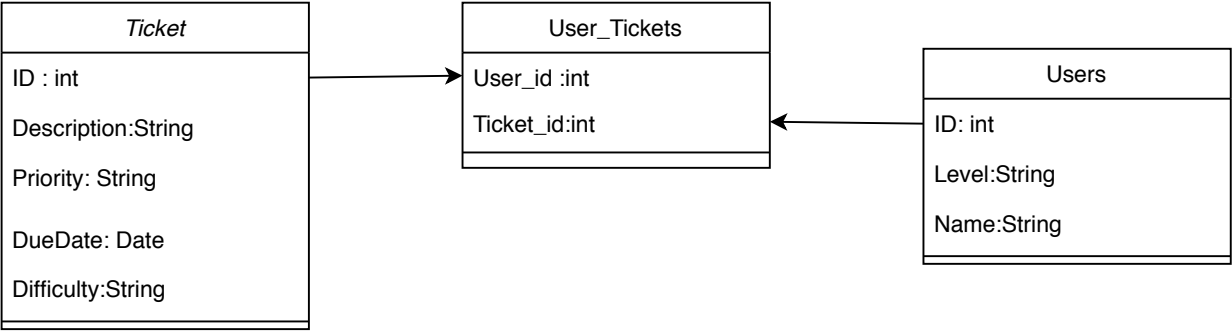 Ticket
ID : int
Description:String
Priority: String
DueDate: Date
Difficulty:String
User_Tickets
User_id :int
Ticket_id:int
Users
ID: int
Level:String
Name:String